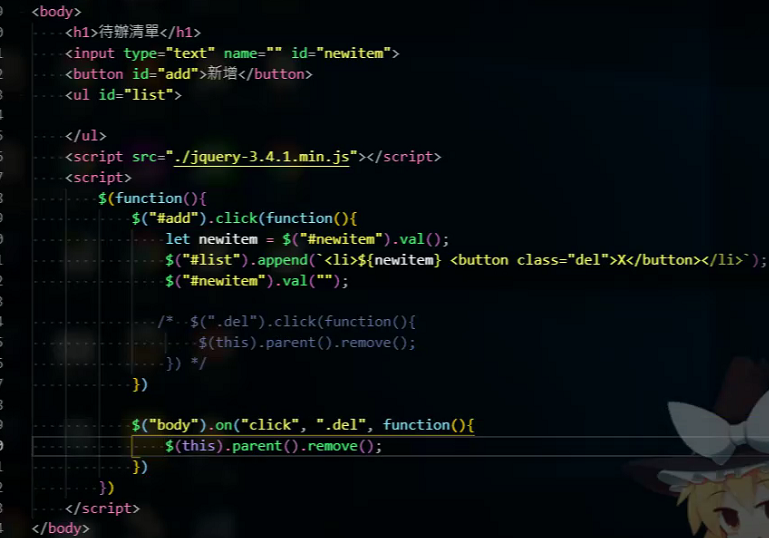 <body>
<h1>待辦清單</h1>
<input type="text" name="" id="newitem">
<button id="add">新增</button>
<ul id="list">
</ul>
<script src="./jquery-3.4.1.min.js"></script>
<script>
$(function(){
$("#add").click(function(){
let newitem = $("#newitem").val();
$("#list").append(`<li>${newitem} <button class="del">X</button></li>`);
$("#newitem").val("");
/* $(".del").click(function(){
$(this).parent().remove();
}) */
})
$("body").on("click", ".del", function(){
$(this).parent().remove();
})
})
</script>
</body>